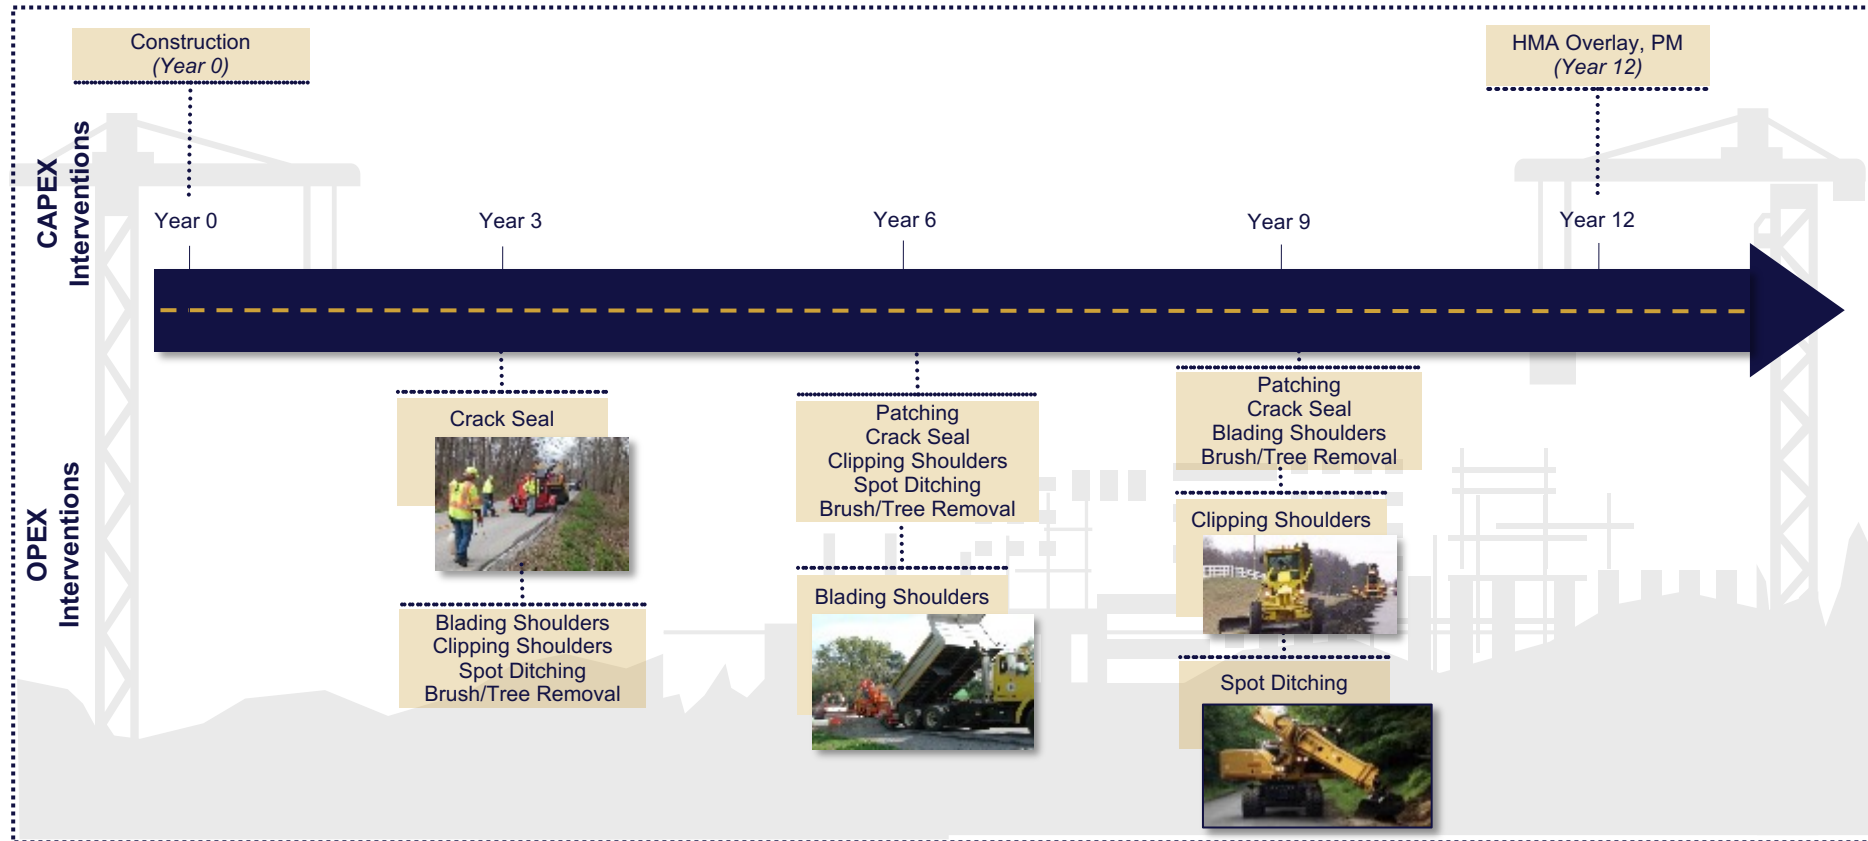 Construction
(Year 0)
HMA Overlay, PM
(Year 12)
CAPEX
Interventions
Year 0
Year 3
Year 6
Year 9
Year 12
OPEX
Interventions
Crack Seal
Blading Shoulders
Clipping Shoulders
Spot Ditching
Brush/Tree Removal
Patching
Crack Seal
Clipping Shoulders
Spot Ditching
Brush/Tree Removal
Blading Shoulders
Patching
Crack Seal
Blading Shoulders
Brush/Tree Removal
Clipping Shoulders
Spot Ditching